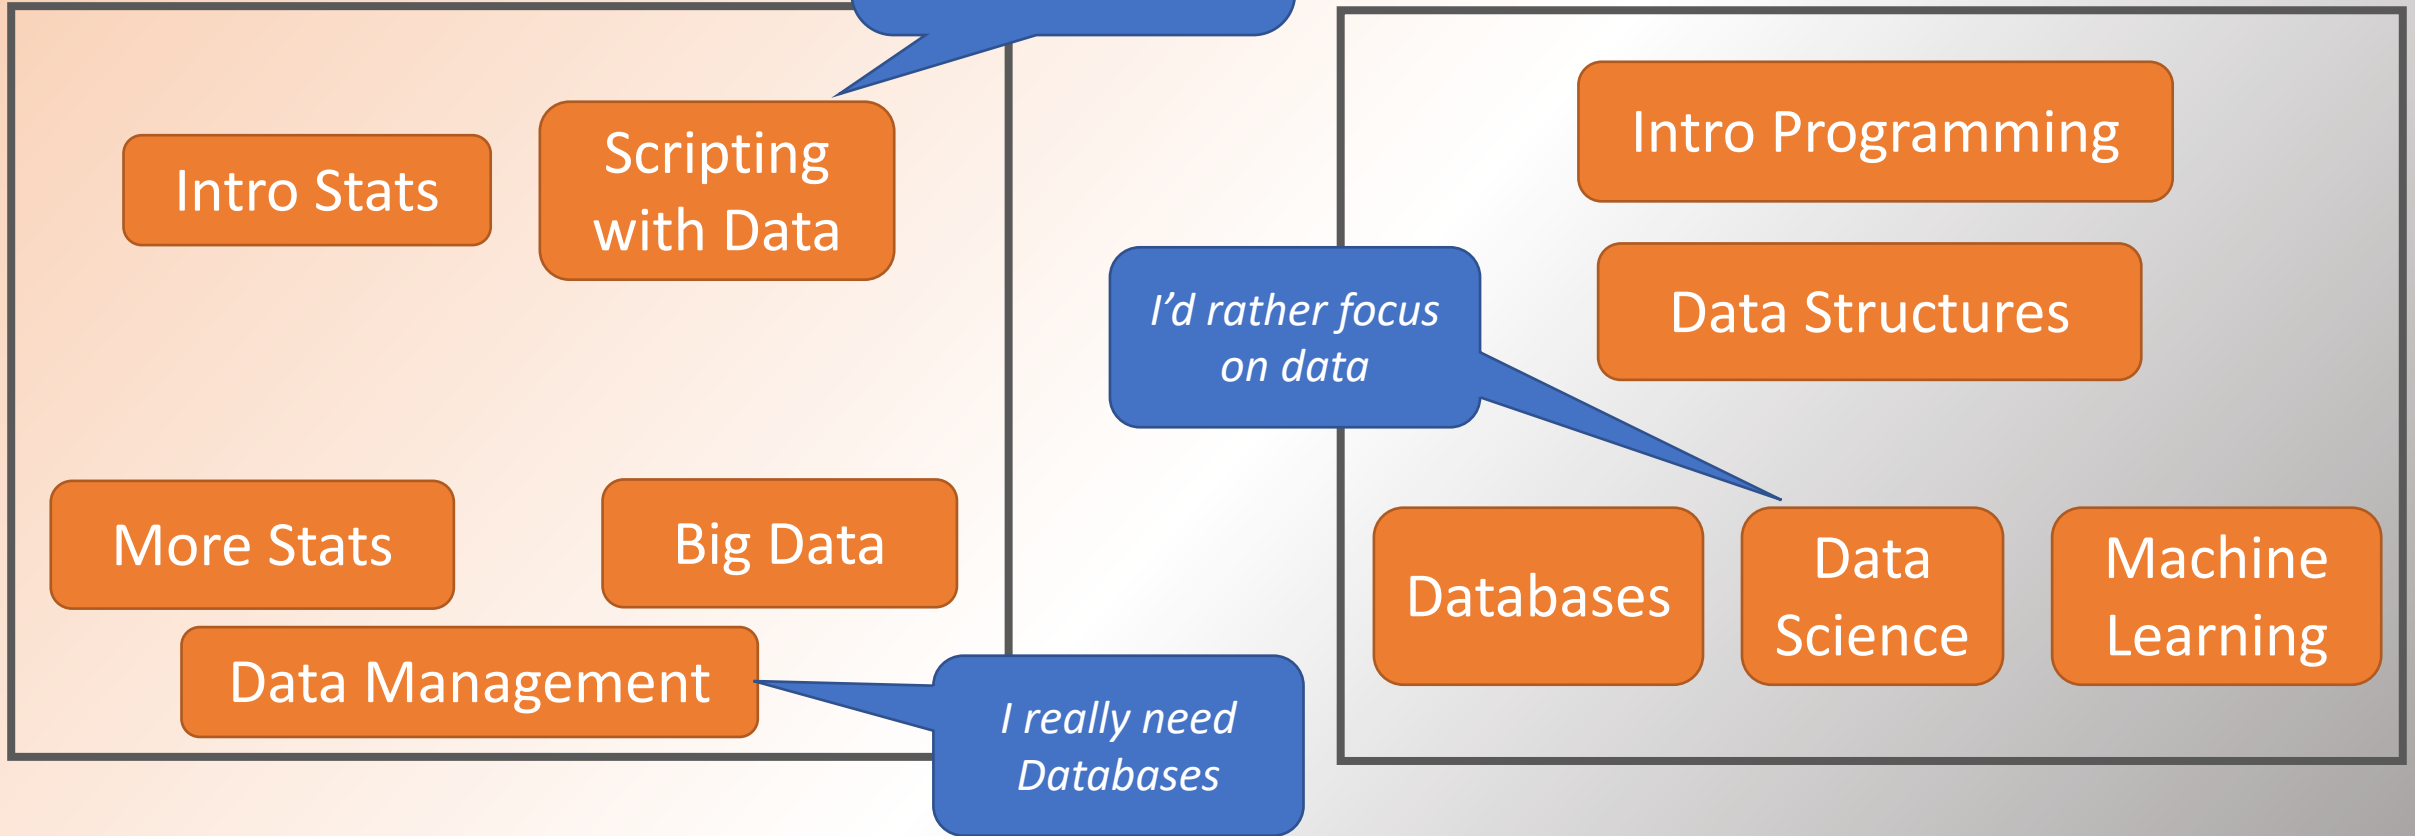 Intro Stats
Scripting
with Data
More Stats
Big Data
Data Management
I really need
Databases
I'd rather focus
on data
Intro Programming
Data Structures
Databases
Data
Science
Machine
Learning